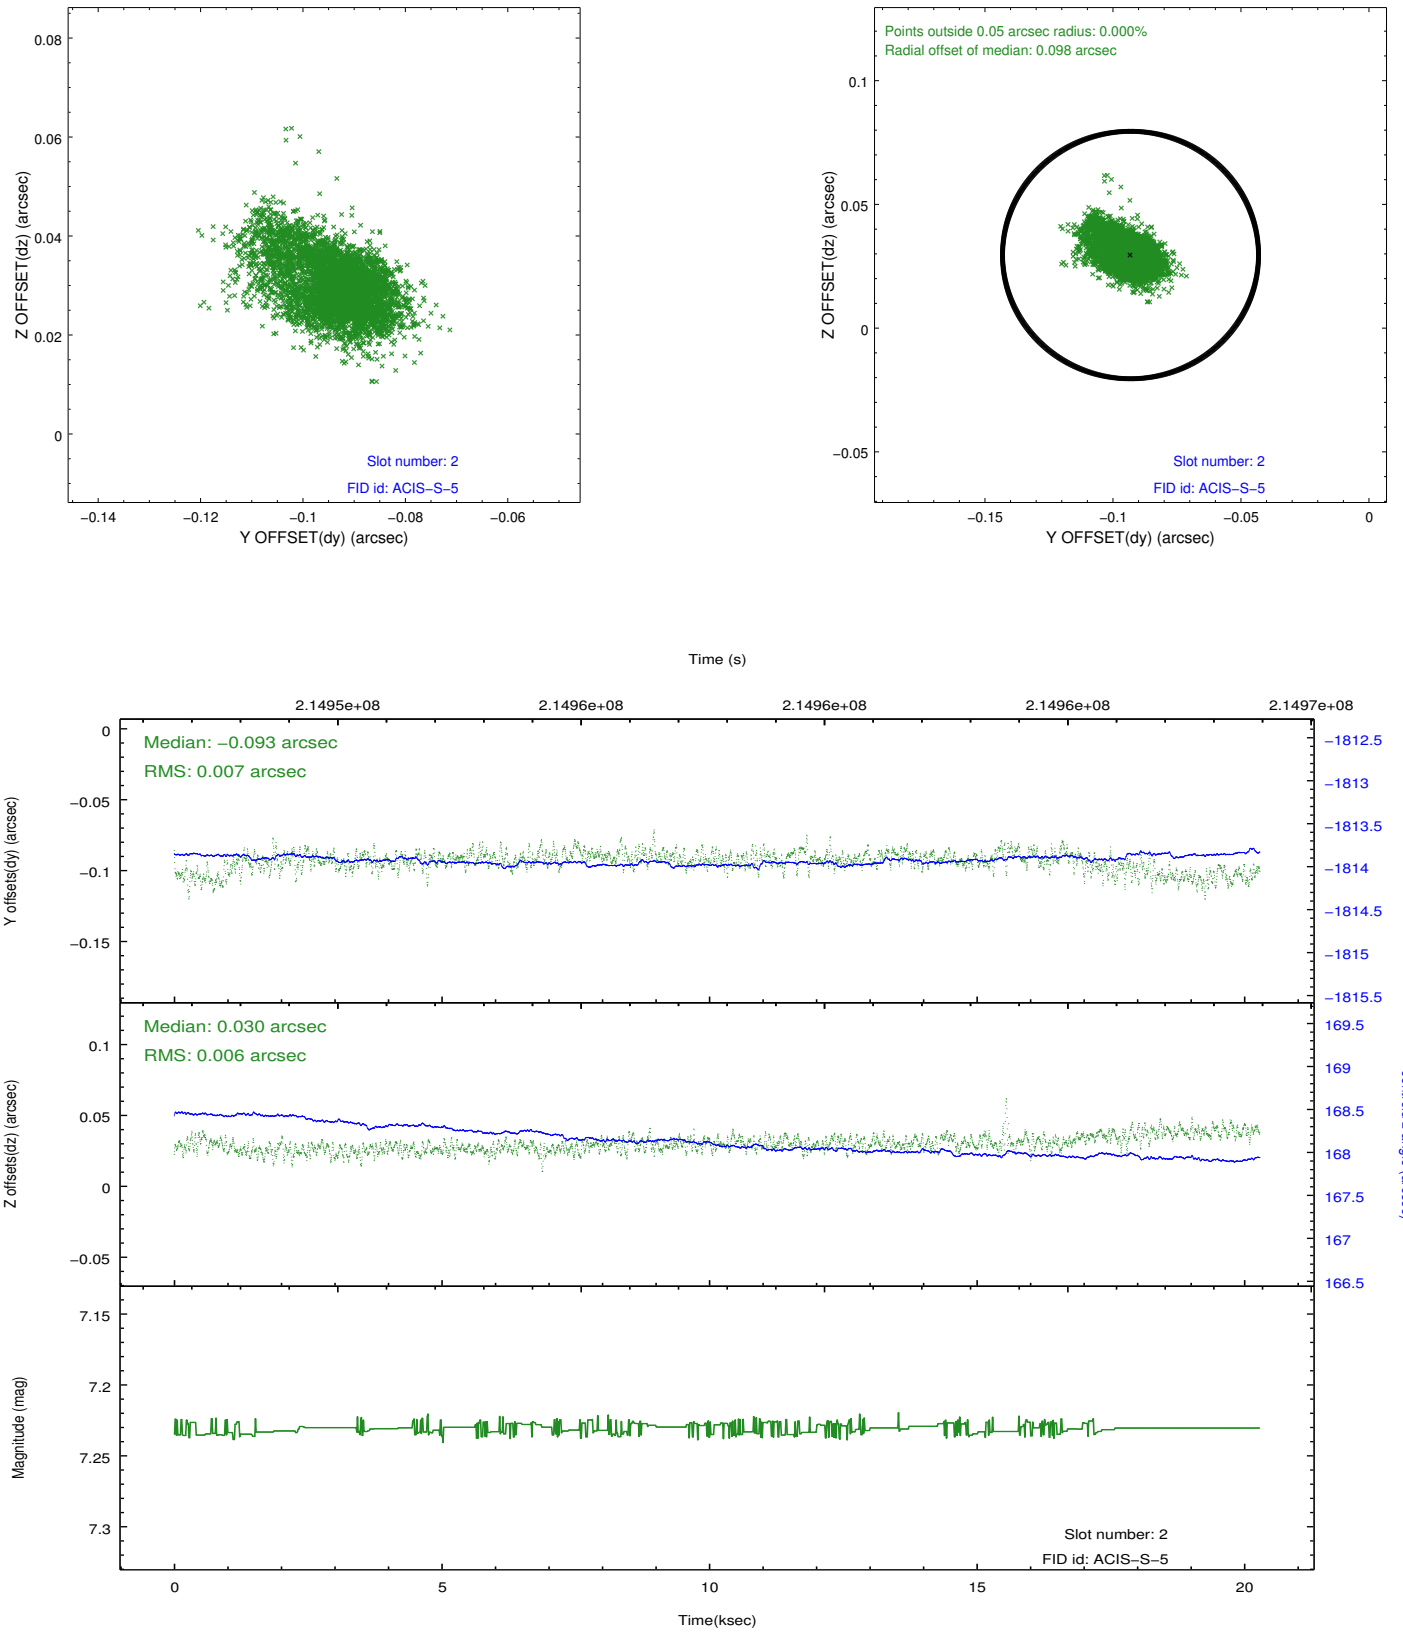 0.08
0.06
0.04
0.02
0
Z OFFSET(dz) (arcsec)
Slot number: 2
FID id: ACIS−S−5
−0.14
−0.12
−0.1
−0.08
−0.06
Y OFFSET(dy) (arcsec)
Points outside 0.05 arcsec radius: 0.000%
Radial offset of median: 0.098 arcsec
0.1
0.05
0
−0.05
Z OFFSET(dz) (arcsec)
Slot number: 2
FID id: ACIS−S−5
−0.15
−0.1
−0.05
0
Y OFFSET(dy) (arcsec)
Time (s)
2.1495e+08
2.1496e+08
2.1496e+08
2.1496e+08
2.1497e+08
Median: −0.093 arcsec
RMS: 0.007 arcsec
0
−0.05
−0.1
−0.15
Y offsets(dy) (arcsec)
−1812.5
−1813
−1813.5
−1814
−1814.5
−1815
−1815.5
Median: 0.030 arcsec
RMS: 0.006 arcsec
0.1
0.05
0
−0.05
Z offsets(dz) (arcsec)
169.5
169
168.5
168
167.5
167
166.5
7.15
7.2
7.25
7.3
Magnitude (mag)
Slot number: 2
FID id: ACIS−S−5
0
5
10
15
20
Time(ksec)